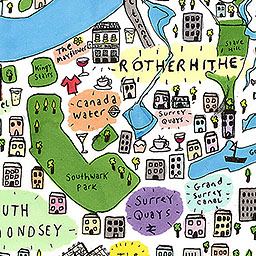 The
Mayflower
ROTHERHITHE
King's
Stairs
Stave
Hill
Canada
Water
Surrey
Quays
Southwark
Park
Grand
Surrey
Canal
Surrey
Quays
UTH
ONDSEY